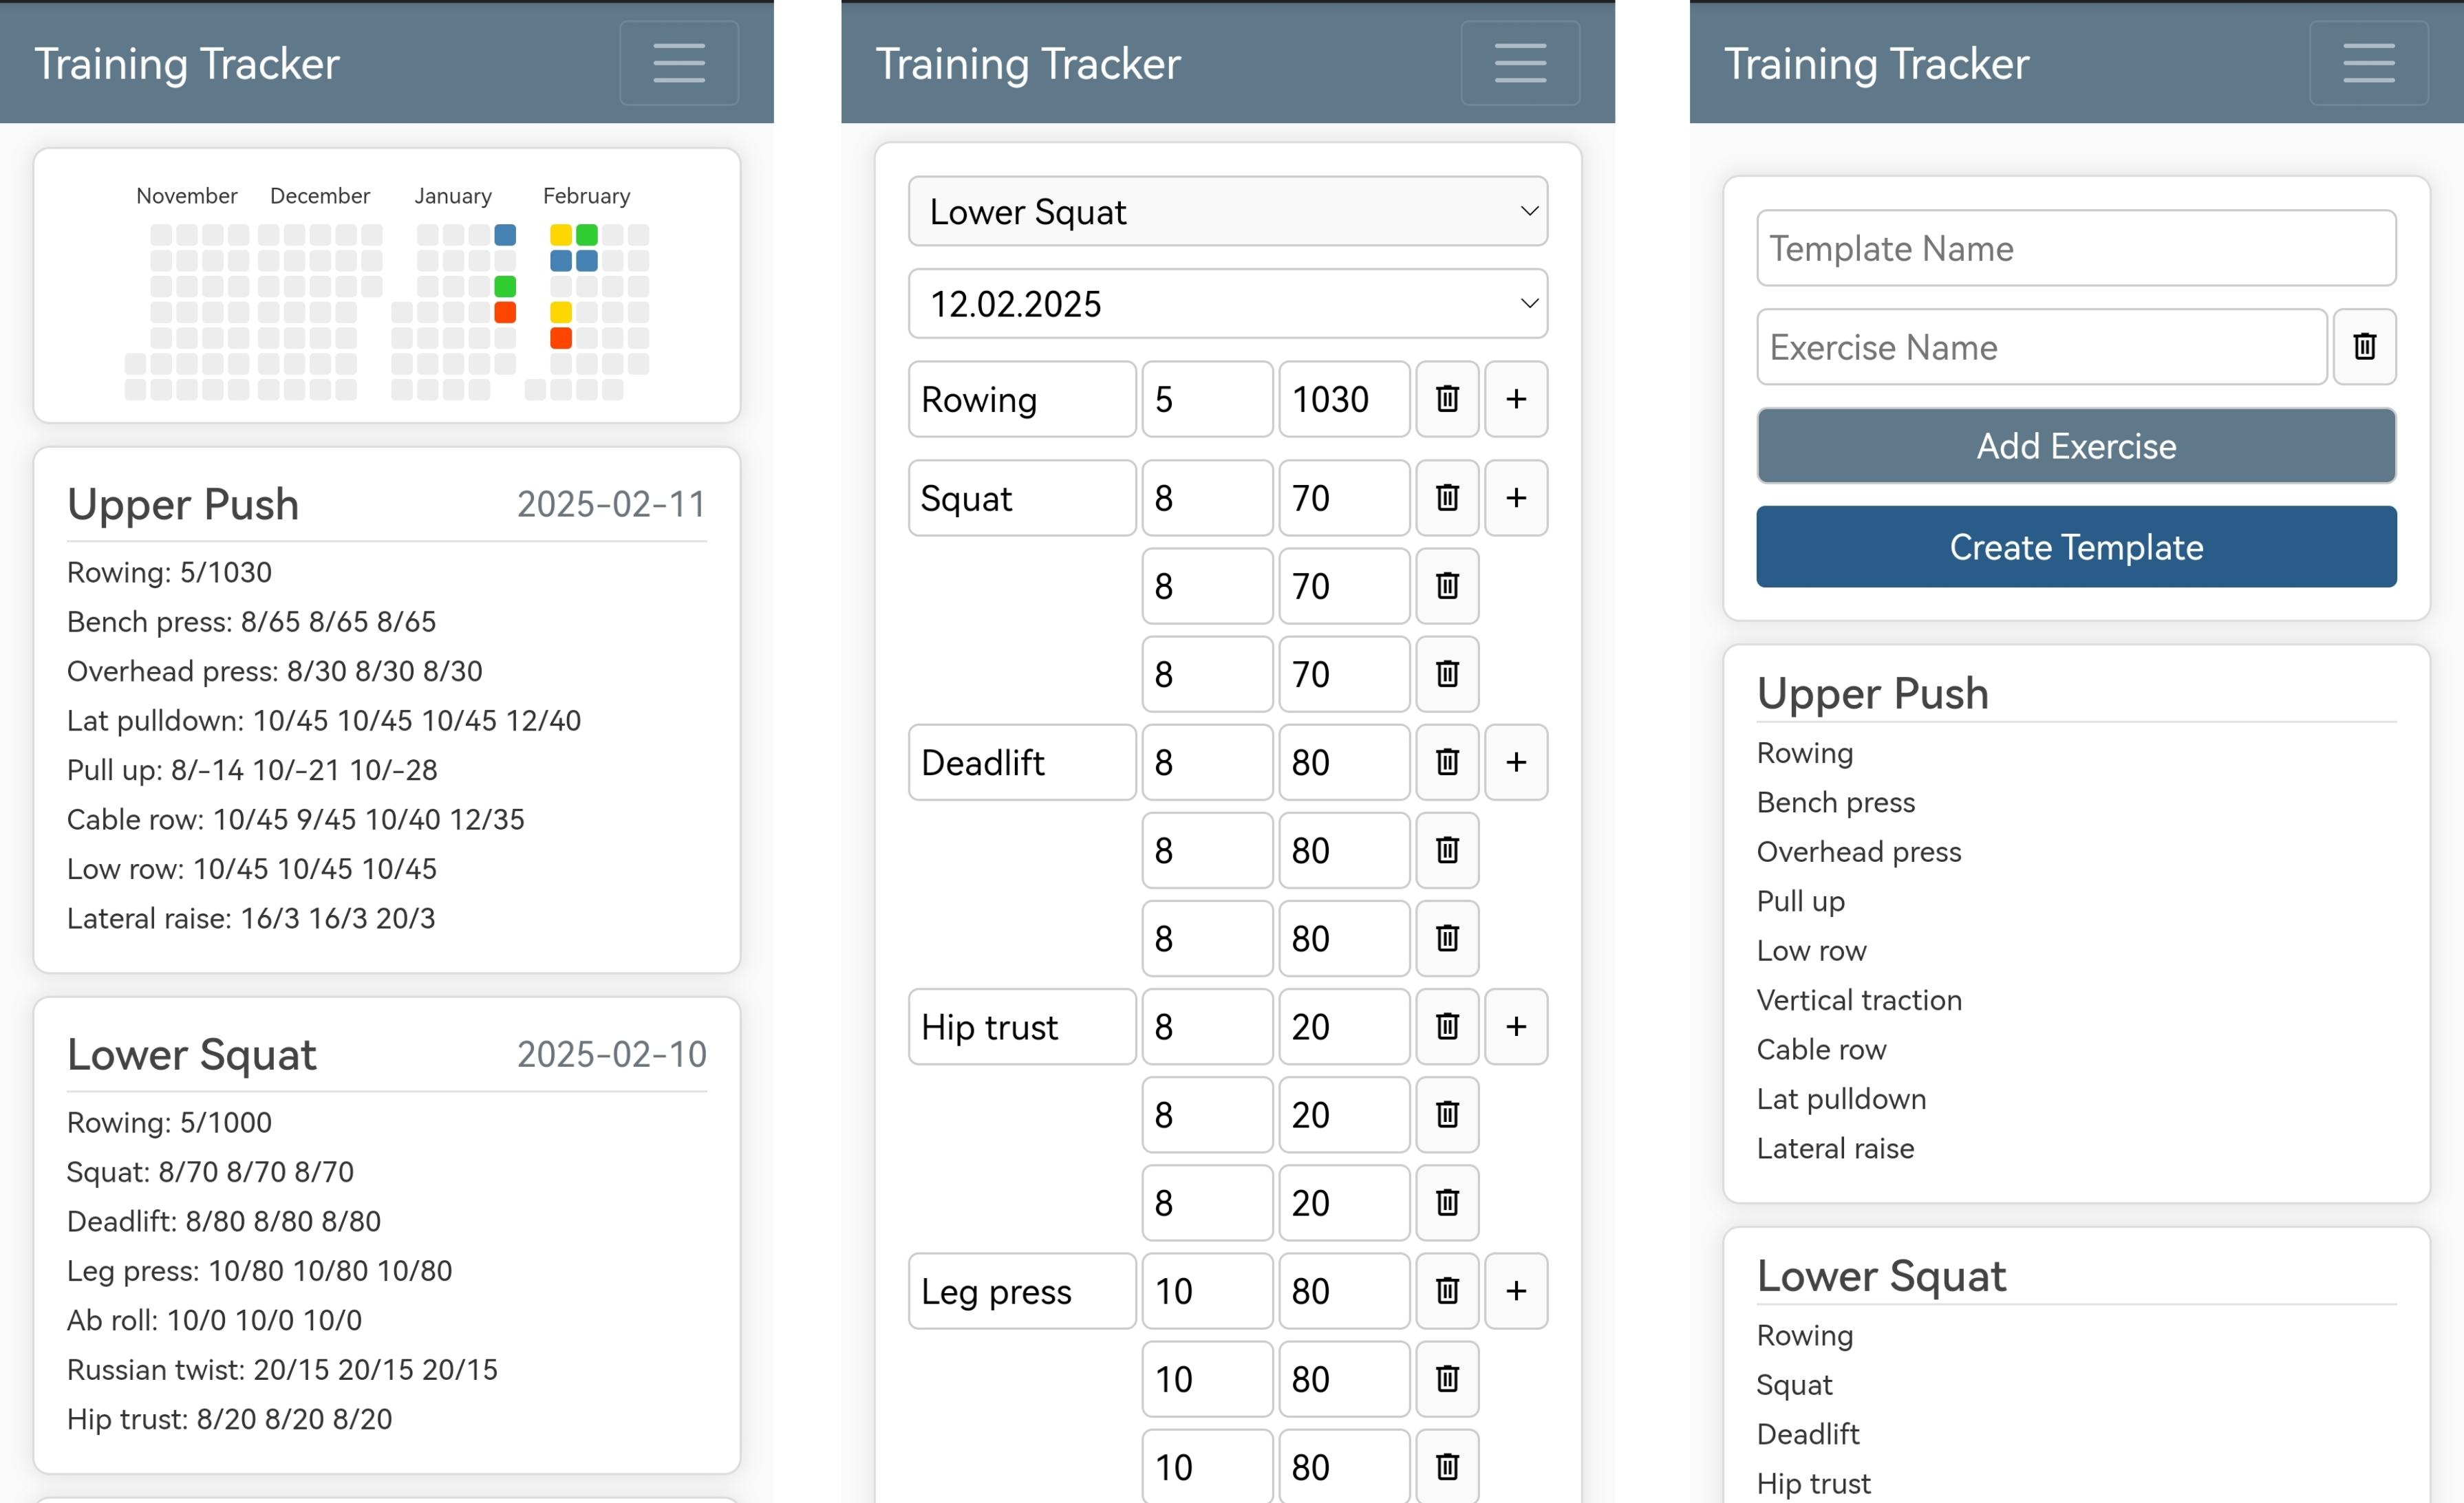 Training Tracker
November December January February
Upper Push 2025-02-11
Rowing: 5/1030
Bench press: 8/65 8/65 8/65
Overhead press: 8/30 8/30 8/30
Lat pulldown: 10/45 10/45 10/45 12/40
Pull up: 8/-14 10/-21 10/-28
Cable row: 10/45 9/45 10/40 12/35
Low row: 10/45 10/45 10/45
Lateral raise: 16/3 16/3 20/3
Lower Squat 2025-02-10
Rowing: 5/1000
Squat: 8/70 8/70 8/70
Deadlift: 8/80 8/80 8/80
Leg press: 10/80 10/80 10/80
Ab roll: 10/0 10/0 10/0
Russian twist: 20/15 20/15 20/15
Hip trust: 8/20 8/20 8/20
Training Tracker
Lower Squat
12.02.2025
Rowing 5 1030 +
Squat 8 70 +
8 70
8 70
Deadlift 8 80 +
8 80
8 80
Hip trust 8 20 +
8 20
8 20
Leg press 10 80 +
10 80
10 80
Training Tracker
Template Name
Exercise Name
Add Exercise
Create Template
Upper Push
Rowing
Bench press
Overhead press
Pull up
Low row
Vertical traction
Cable row
Lat pulldown
Lateral raise
Lower Squat
Rowing
Squat
Deadlift
Hip trust